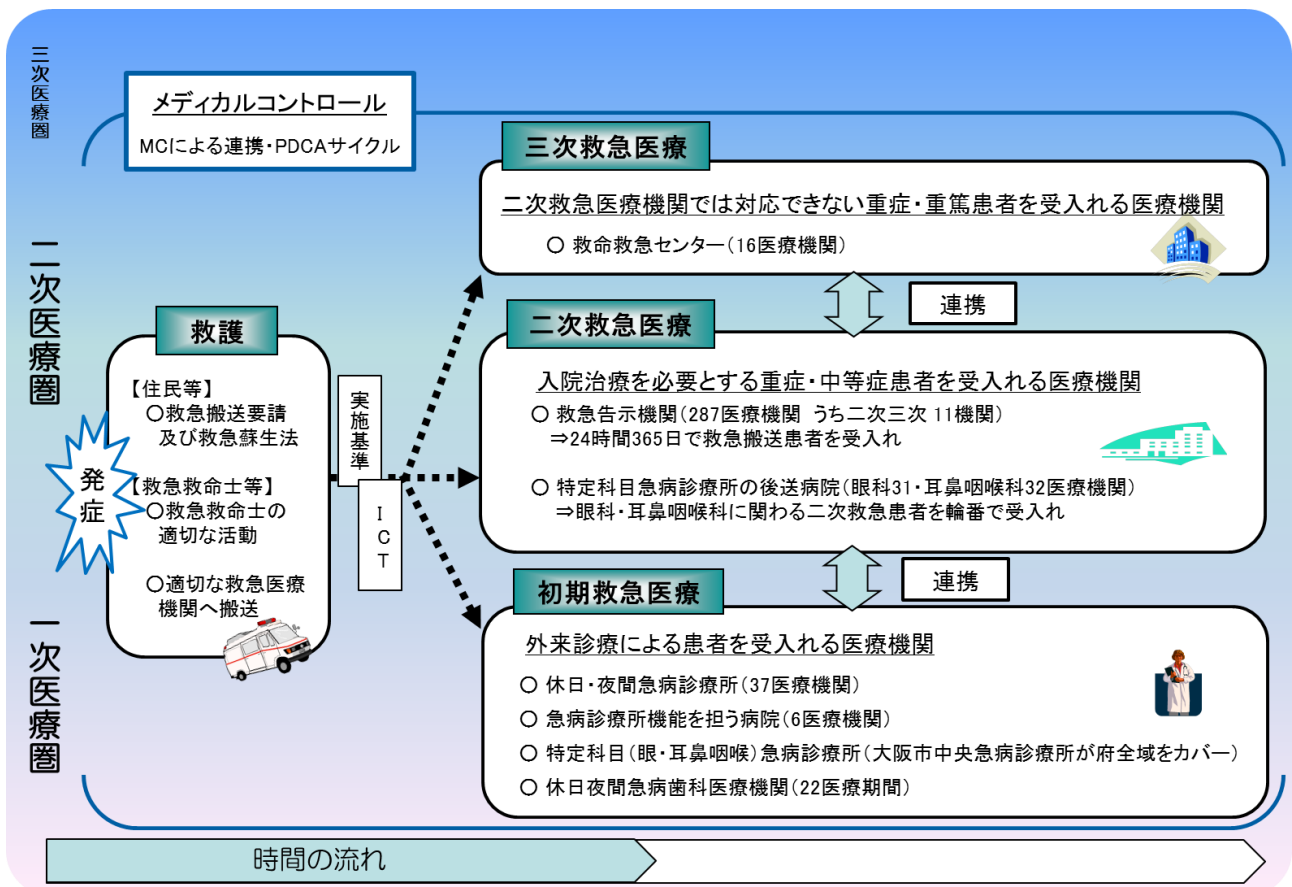 三次医療圏
メディカルコントロール
MCによる連携・PDCAサイクル
三次救急医療
二次救急医療機関では対応できない重症・重篤患者を受入れる医療機関
○ 救命救急センター(16医療機関)
連携
二次医療圏
救護
【住民等】
○救急搬送要請
及び救急蘇生法
【救急救命士等】
○救急救命士の
適切な活動
○適切な救急医療
機関へ搬送
発症
実施基準
ICT
二次救急医療
入院治療を必要とする重症・中等症患者を受入れる医療機関
○ 救急告示機関(287医療機関 うち二次三次 11機関)
⇒24時間365日で救急搬送患者を受入れ
○ 特定科目急病診療所の後送病院(眼科31・耳鼻咽喉科32医療機関)
⇒眼科・耳鼻咽喉科に関わる二次救急患者を輪番で受入れ
連携
一次医療圏
初期救急医療
外来診療による患者を受入れる医療機関
○ 休日・夜間急病診療所(37医療機関)
○ 急病診療所機能を担う病院(6医療機関)
○ 特定科目(眼・耳鼻咽喉)急病診療所(大阪市中央急病診療所が府全域をカバー)
○ 休日夜間急病歯科医療機関(22医療期間)
時間の流れ